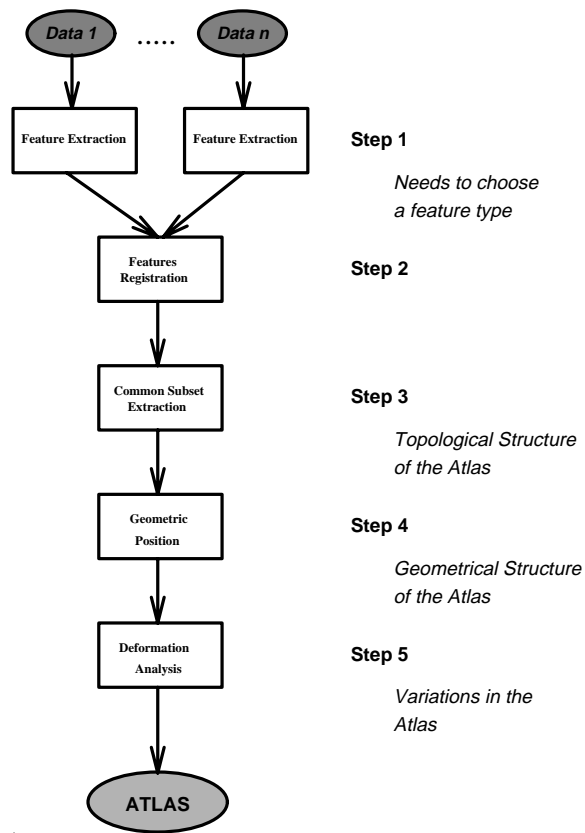 Data 1 ..... Data n
Feature Extraction
Feature Extraction
Step 1
Needs to choose
a feature type
Features
Registration
Step 2
Common Subset
Extraction
Step 3
Topological Structure
of the Atlas
Geometric
Position
Step 4
Geometrical Structure
of the Atlas
Deformation
Analysis
Step 5
Variations in the
Atlas
ATLAS